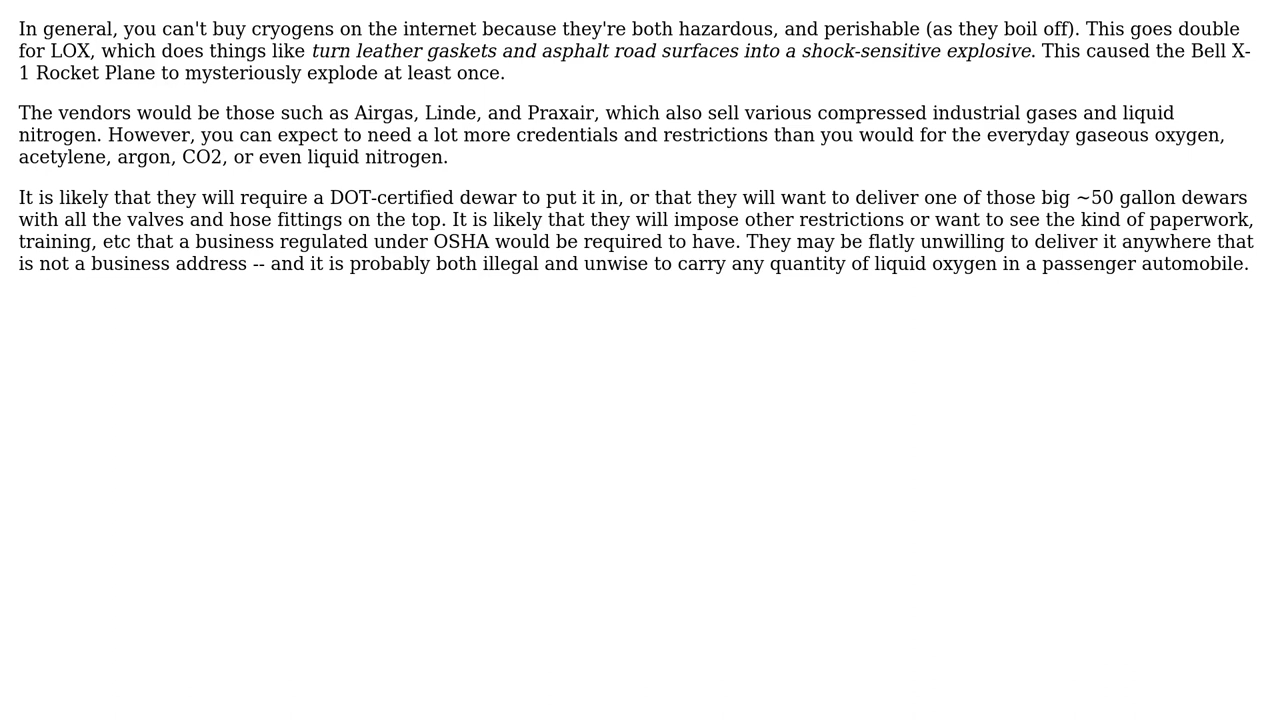 In general, you can't buy cryogens on the internet because they're both hazardous, and perishable (as they boil off). This goes double
for LOX, which does things like turn leather gaskets and asphalt road surfaces into a shock-sensitive explosive. This caused the Bell X-
1 Rocket Plane to mysteriously explode at least once.
The vendors would be those such as Airgas, Linde, and Praxair, which also sell various compressed industrial gases and liquid
nitrogen. However, you can expect to need a lot more credentials and restrictions than you would for the everyday gaseous oxygen,
acetylene, argon, CO2, or even liquid nitrogen.
It is likely that they will require a DOT-certified dewar to put it in, or that they will want to deliver one of those big ~50 gallon dewars
with all the valves and hose fittings on the top. It is likely that they will impose other restrictions or want to see the kind of paperwork,
training, etc that a business regulated under OSHA would be required to have. They may be flatly unwilling to deliver it anywhere that
is not a business address -- and it is probably both illegal and unwise to carry any quantity of liquid oxygen in a passenger automobile.